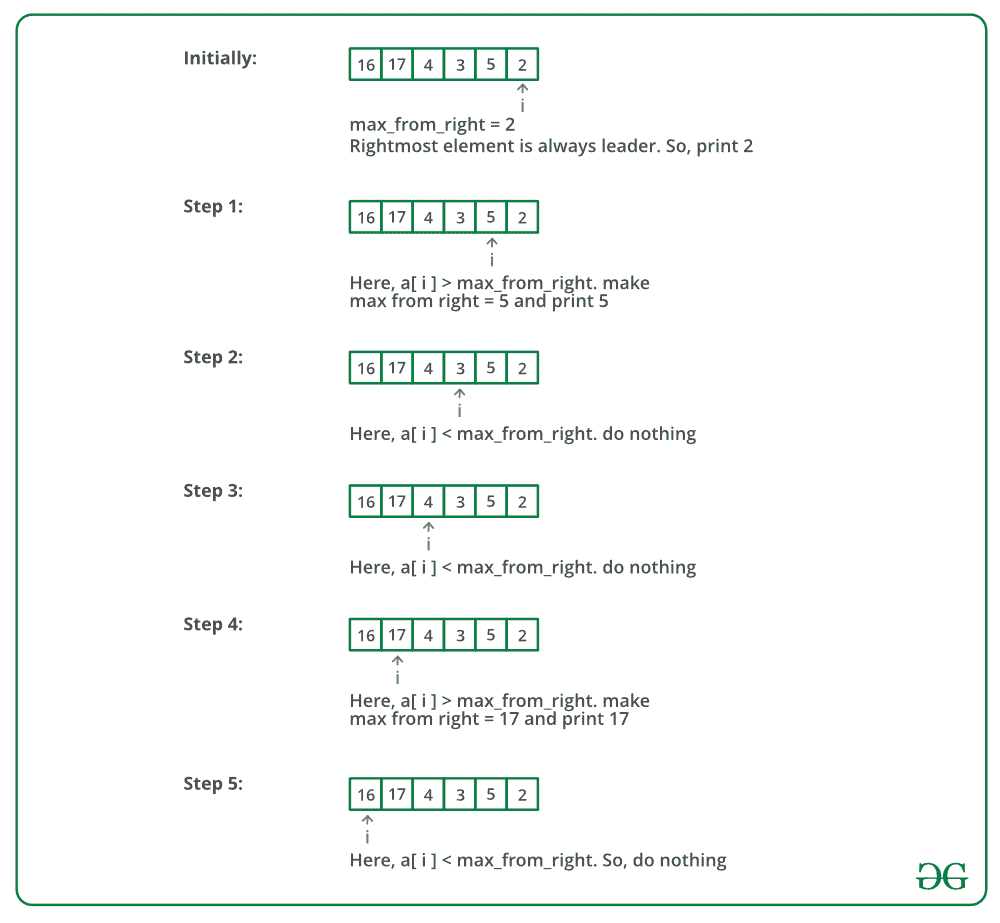 Initially:
16 17 4 3 5 2
i
max_from_right = 2
Rightmost element is always leader. So, print 2
Step 1:
16 17 4 3 5 2
i
Here, a[ i ] > max_from_right. make
max from right = 5 and print 5
Step 2:
16 17 4 3 5 2
i
Here, a[ i ] < max_from_right. do nothing
Step 3:
16 17 4 3 5 2
i
Here, a[ i ] < max_from_right. do nothing
Step 4:
16 17 4 3 5 2
i
Here, a[ i ] > max_from_right. make
max from right = 17 and print 17
Step 5:
16 17 4 3 5 2
i
Here, a[ i ] < max_from_right. So, do nothing